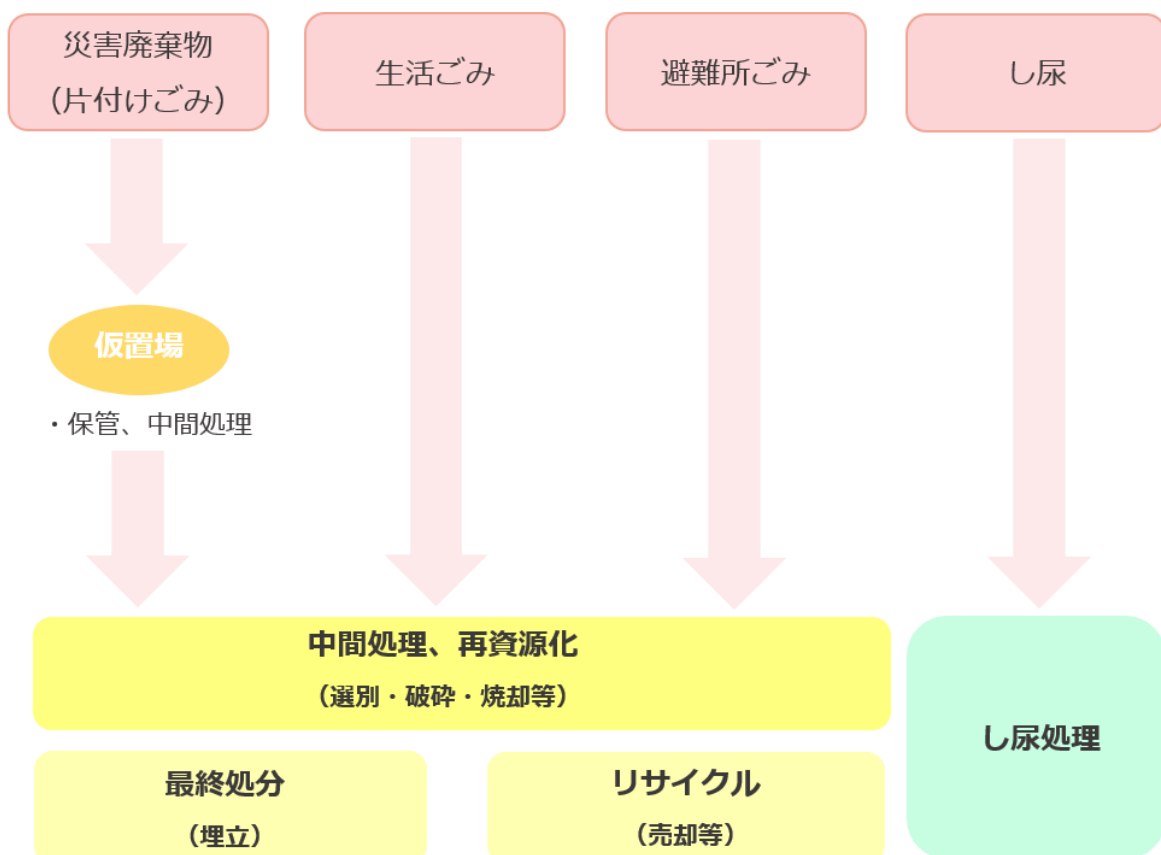 災害廃棄物
（片付けごみ）
生活ごみ
避難所ごみ
し尿
仮置場
・保管、中間処理
中間処理、再資源化
（選別・破砕・焼却等）
最終処分
（埋立）
リサイクル
（売却等）
し尿処理